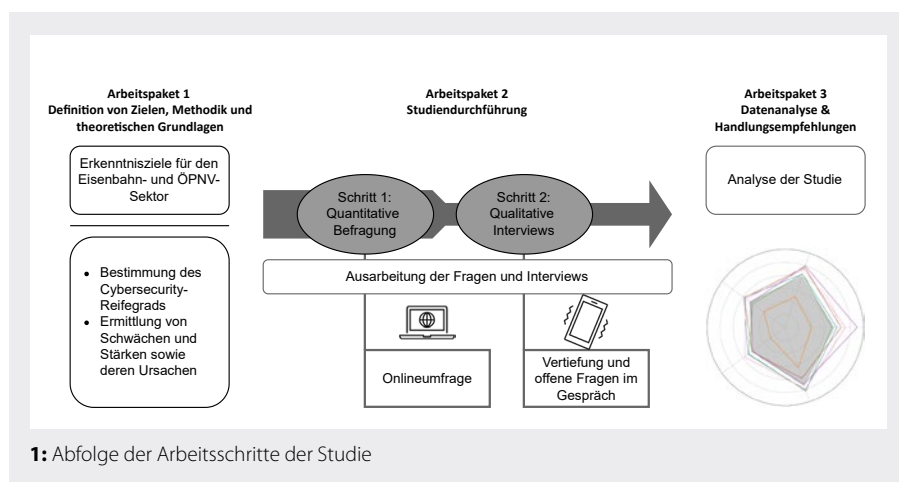 Arbeitspaket 1
Definition von Zielen, Methodik und
theoretischen Grundlagen
Erkenntnisziele für den
Eisenbahn- und ÖPNV-
Sektor
• Bestimmung des
Cybersecurity-
Reifegrads
• Ermittlung von
Schwächen und
Stärken sowie
deren Ursachen
Arbeitspaket 2
Studiendurchführung
Schritt 1:
Quantitative
Befragung
Schritt 2:
Qualitative
Interviews
Ausarbeitung der Fragen und Interviews
Onlineumfrage
Vertiefung und
offene Fragen im
Gespräch
Arbeitspaket 3
Datenanalyse &
Handlungsempfehlungen
Analyse der Studie
1: Abfolge der Arbeitsschritte der Studie